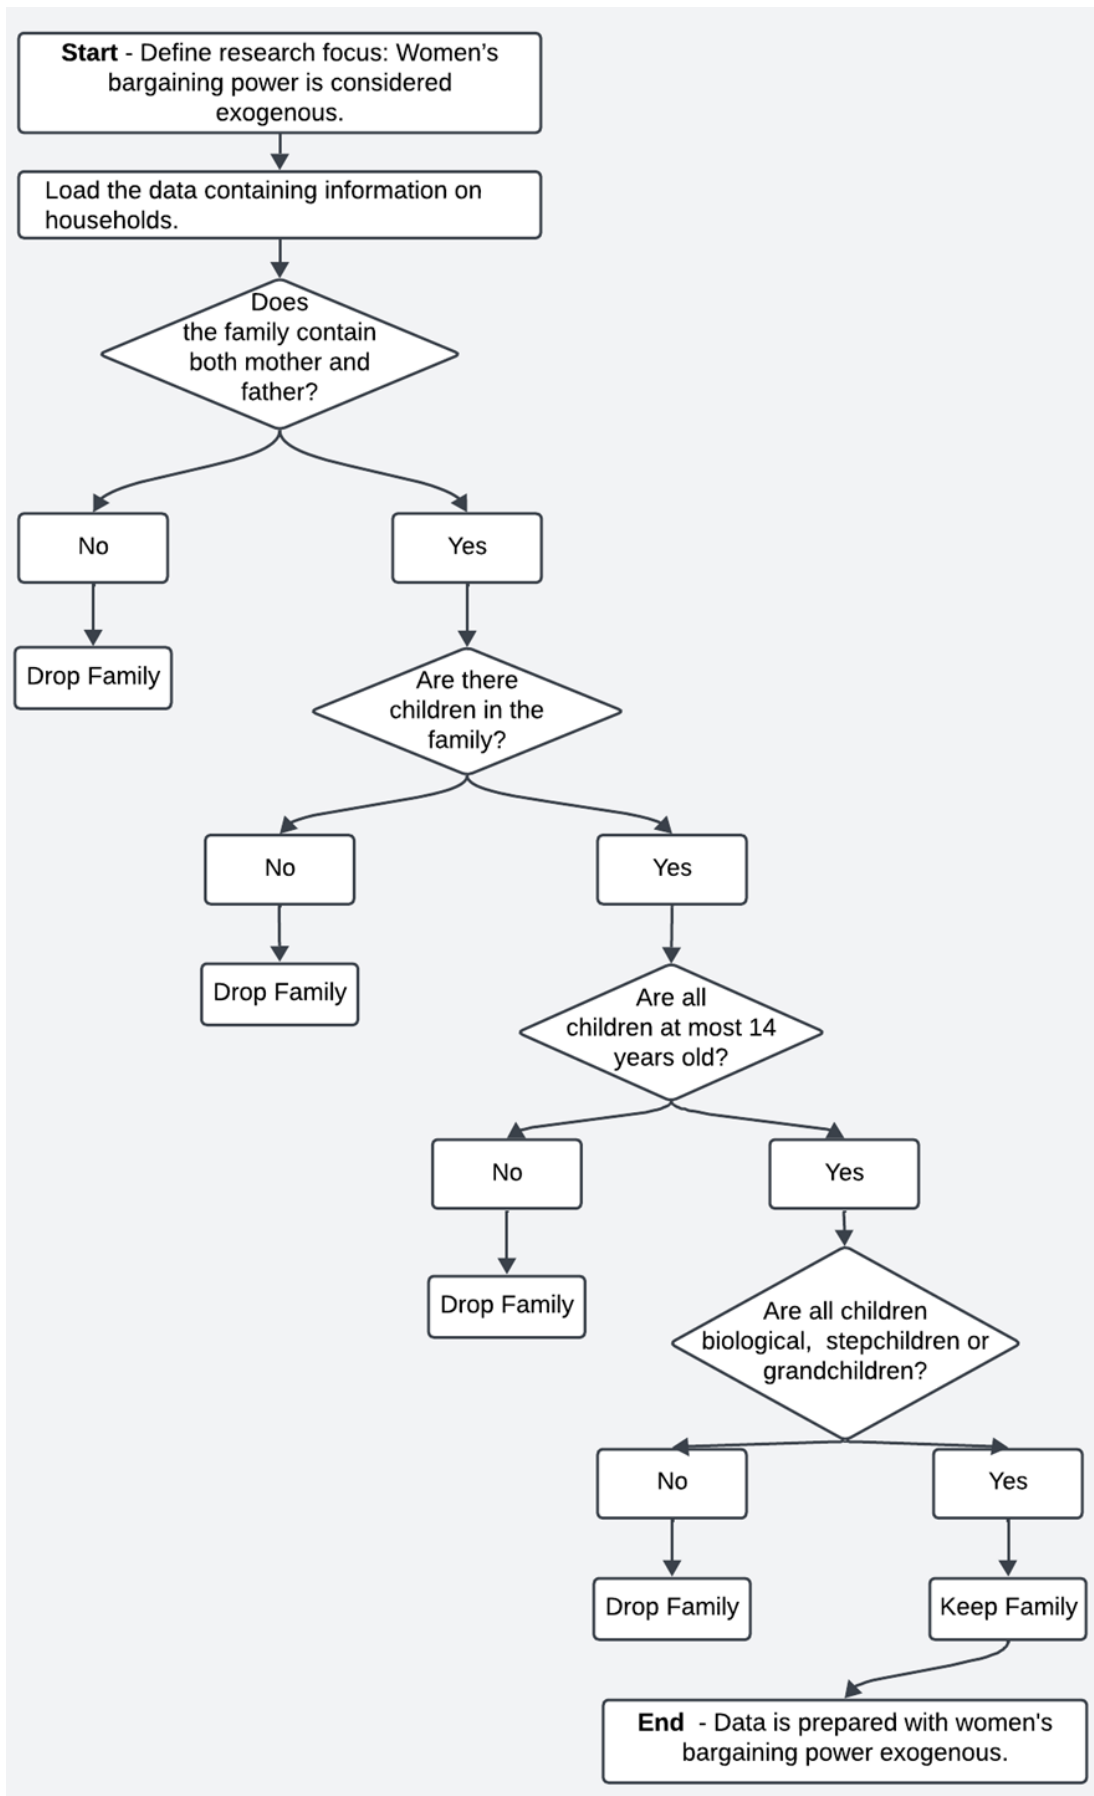 Start - Define research focus: Women’s
bargaining power is considered
exogenous.
Load the data containing information on
households.
Does
the family contain
both mother and
father?
No
Yes
Drop Family
Are there
children in the
family?
No
Yes
Drop Family
Are all
children at most 14
years old?
No
Yes
Drop Family
Are all children
biological,  stepchildren or
grandchildren?
No
Yes
Drop Family
Keep Family
End  - Data is prepared with women's
bargaining power exogenous.